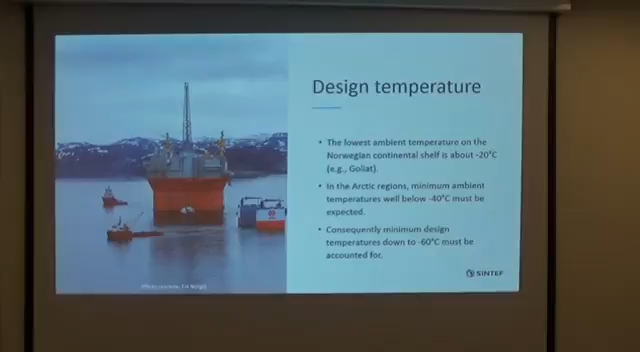 Design temperature
• The lowest ambient temperature on the
Norwegian continental shelf is about -20°C
(e.g., Goliat).
• In the Arctic regions, minimum ambient
temperatures well below -40°C must be
expected.
• Consequently minimum design
temperatures down to -60°C must be
accounted for.
SINTEF